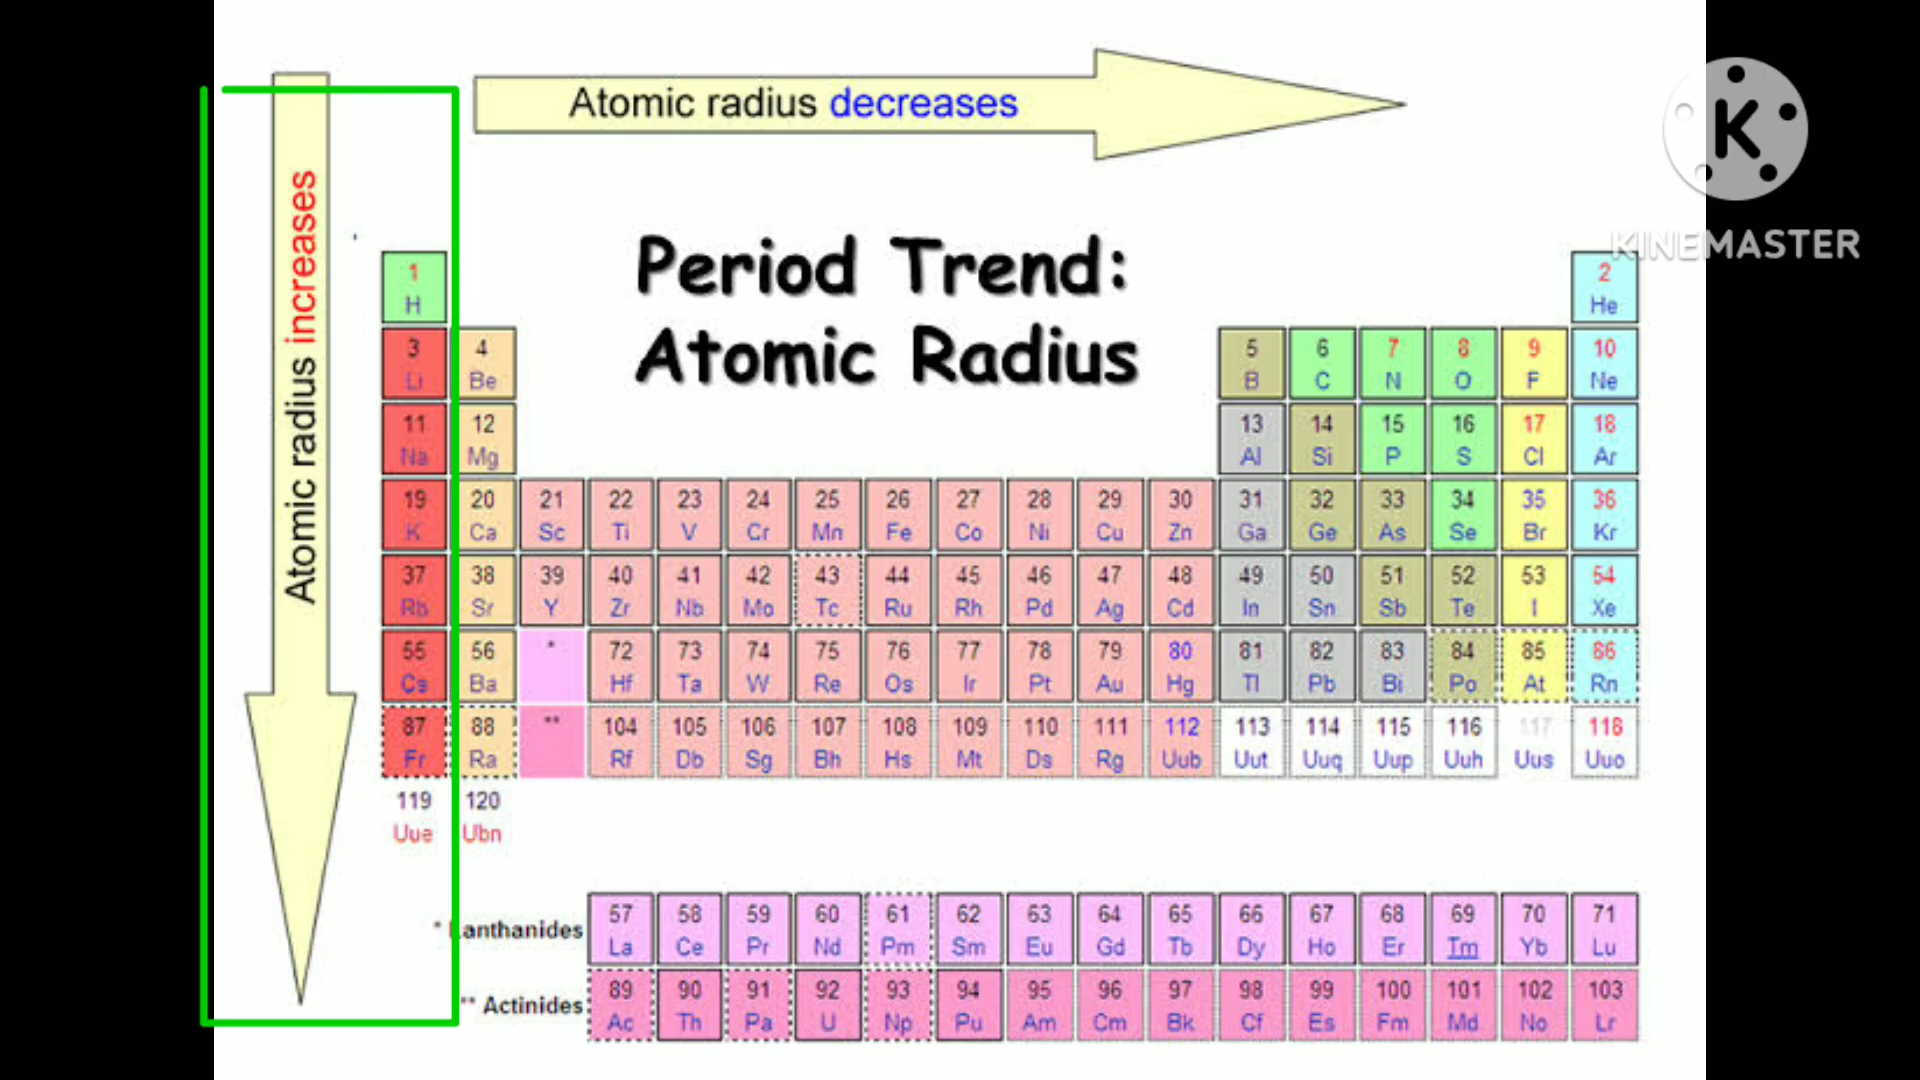 Atomic radius decreases
Atomic radius increases
K
KINEMASTER
Period Trend:
Atomic Radius
1 2
H He
3 4 5 6 7 8 9 10
Li Be B C N O F Ne
11 12 13 14 15 16 17 18
Na Mg Al Si P S Cl Ar
19 20 21 22 23 24 25 26 27 28 29 30 31 32 33 34 35 36
K Ca Sc Ti V Cr Mn Fe Co Ni Cu Zn Ga Ge As Se Br Kr
37 38 39 40 41 42 43 44 45 46 47 48 49 50 51 52 53 54
Rb Sr Y Zr Nb Mo Tc Ru Rh Pd Ag Cd In Sn Sb Te I Xe
55 56 * 72 73 74 75 76 77 78 79 80 81 82 83 84 85 86
Cs Ba Hf Ta W Re Os Ir Pt Au Hg Tl Pb Bi Po At Rn
87 88 ** 104 105 106 107 108 109 110 111 112 113 114 115 116 117 118
Fr Ra Rf Db Sg Bh Hs Mt Ds Rg Uub Uut Uuq Uup Uuh Uus Uuo
119 120
Uue Ubn
* Lanthanides 57 58 59 60 61 62 63 64 65 66 67 68 69 70 71
La Ce Pr Nd Pm Sm Eu Gd Tb Dy Ho Er Tm Yb Lu
** Actinides 89 90 91 92 93 94 95 96 97 98 99 100 101 102 103
Ac Th Pa U Np Pu Am Cm Bk Cf Es Fm Md No Lr